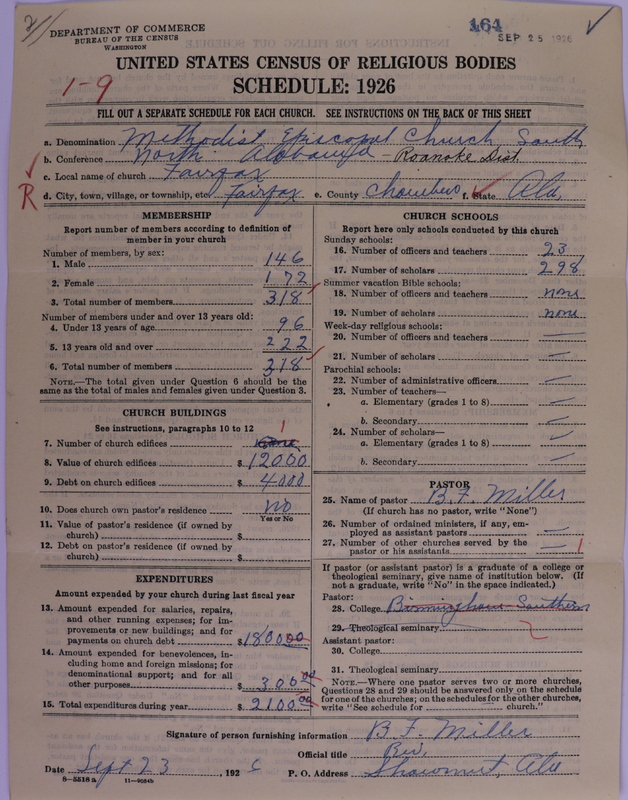 164
SEP 25 1926
DEPARTMENT OF COMMERCE
BUREAU OF THE CENSUS
WASHINGTON
UNITED STATES CENSUS OF RELIGIOUS BODIES
1-9
SCHEDULE: 1926
FILL OUT A SEPARATE SCHEDULE FOR EACH CHURCH. SEE INSTRUCTIONS ON THE BACK OF THIS SHEET
a. Denomination Methodist Episcopal Church South
b. Conference North Alabama - Roanoke Dist.
c. Local name of church Fairfax
R
d. City, town, village, or township, etc Fairfax e. County Chambers f. State Ala,
MEMBERSHIP
Report number of members according to definition of member in your church
Number of members, by sex:
1. Male 146
2. Female 172
3. Total number of members 318
Number of members under and over 13 years old:
4. Under 13 years of age 96
5. 13 years old and over 222
6. Total number of members 318
NOTE.—The total given under Question 6 should be
same as the total of males and females given under Question 3.
CHURCH BUILDINGS
See instructions, paragraphs 10 to 12
7. Number of church edifices 1
8. Value of church edifices $ 12000
9. Debt on church edifices $ 4000
10. Does church own pastor's residence no
Yes or No
11. Value of pastor's residence (if owned by
church) $
12. Debt on pastor's residence (if owned by
church) $
EXPENDITURES
Amount expended by your church during last fiscal year
13. Amount expended for salaries, repairs,
and other running expenses; for im-
provements or new buildings; and for
payments on church debt $1800.00
14. Amount expended for benevolences, in-
cluding home and foreign missions; for
denominational support; and for all
other purposes $ 300.00
15. Total expenditures during year $ 2100.00
CHURCH SCHOOLS
Report here only schools conducted by this church
Sunday schools:
16. Number of officers and teachers 23
17. Number of scholars 298
Summer vacation Bible schools:
18. Number of officers and teachers none
19. Number of scholars none
Week-day religious schools:
20. Number of officers and teachers —
21. Number of scholars —
Parochial schools:
22. Number of administrative officers —
23. Number of teachers—
a. Elementary (grades 1 to 8) —
b. Secondary —
24. Number of scholars—
a. Elementary (grades 1 to 8) —
b. Secondary —
PASTOR
25. Name of pastor B. F. Miller
(If church has no pastor, write "None")
26. Number of ordained ministers, if any, em-
ployed as assistant pastors —
27. Number of other churches served by the
pastor or his assistants — 1
If pastor (or assistant pastor) is a graduate of a college or
theological seminary, give name of institution below. (If
not a graduate, write "No" in the space indicated.)
Pastor:
28. College Birmingham-Southern
29. Theological seminary
Assistant pastor:
30. College
31. Theological seminary
NOTE.—Where one pastor serves two or more churches,
Questions 28 and 29 should be answered only on the schedule
for one of the churches; on the schedules for the other churches,
write "See schedule for church."
Signature of person furnishing information B. F. Miller
Official title Rev.
Date Sept 23, 1926 P. O. Address Shawmut, Ala
8—5518 a 11—9084b